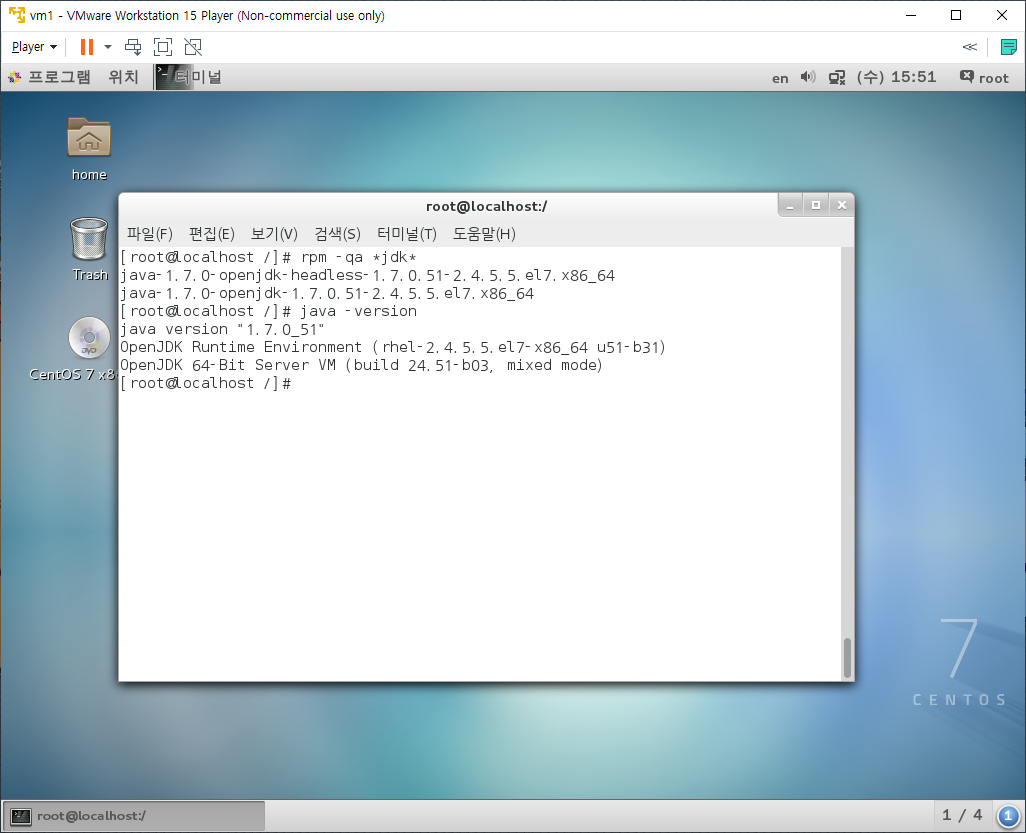 vm1 - VMware Workstation 15 Player (Non-commercial use only)
Player
프로그램 위치 터미널 en (수) 15:51 root
home
Trash
CentOS 7 x8
root@localhost:/
파일(F) 편집(E) 보기(V) 검색(S) 터미널(T) 도움말(H)
[root@localhost /]# rpm -qa *jdk*
java-1.7.0-openjdk-headless-1.7.0.51-2.4.5.5.el7.x86_64
java-1.7.0-openjdk-1.7.0.51-2.4.5.5.el7.x86_64
[root@localhost /]# java -version
java version "1.7.0_51"
OpenJDK Runtime Environment (rhel-2.4.5.5.el7-x86_64 u51-b31)
OpenJDK 64-Bit Server VM (build 24.51-b03, mixed mode)
[root@localhost /]#
7
CENTOS
root@localhost:/
1 / 4
1